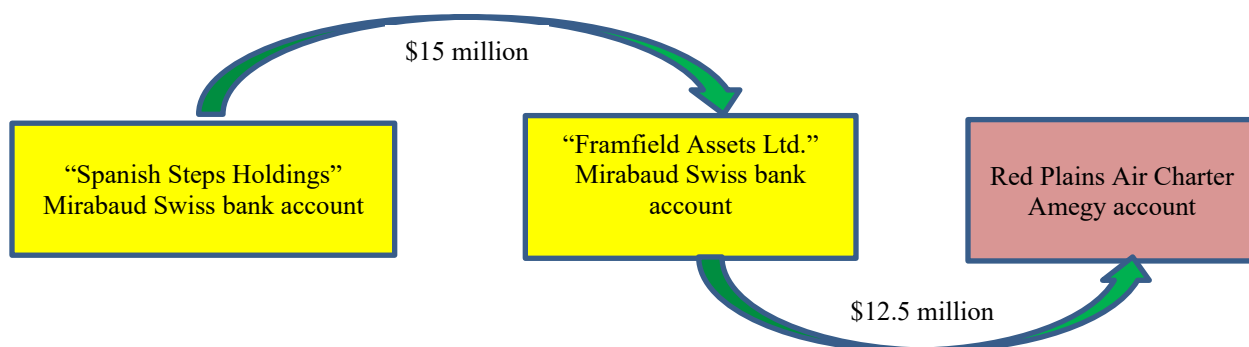 $15 million
“Spanish Steps Holdings”
Mirabaud Swiss bank account
“Framfield Assets Ltd.”
Mirabaud Swiss bank
account
Red Plains Air Charter
Amegy account
$12.5 million